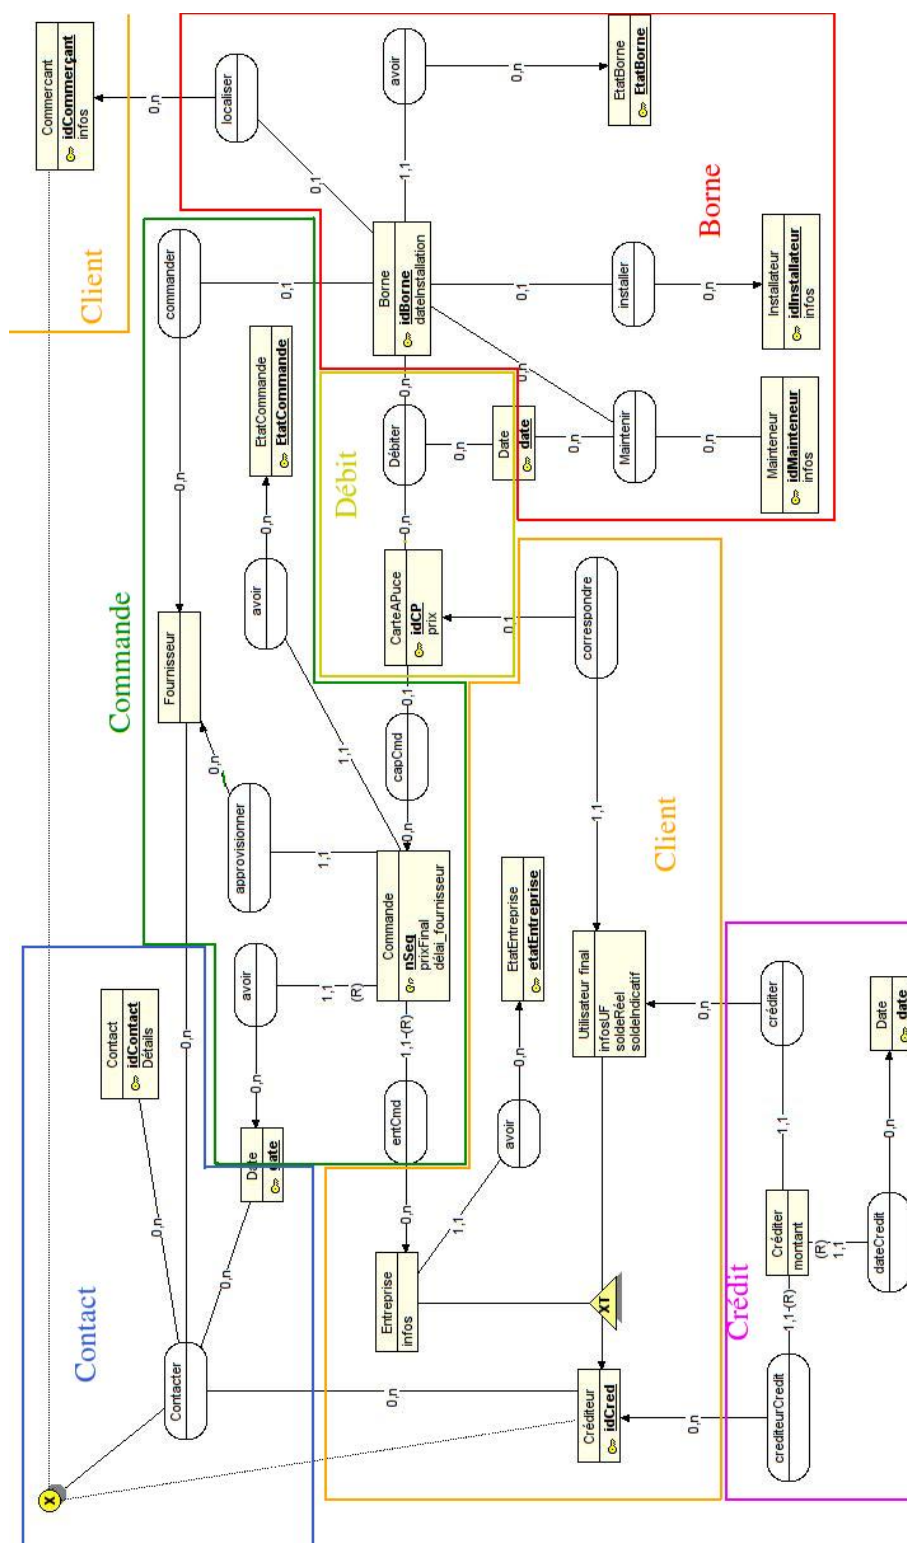 X
Commercant
idCommerçant
infos
Contact
Client
Contact
idContact
Détails
Commande
Contacter
0,n
0,n
Fournisseur
0,n
commander
0,n
0,n
0,n
localiser
Date
date
0,n
avoir
approvisionner
avoir
0,n
EtatCommande
EtatCommande
1,1
(R)
1,1
1,1
0,1
0,1
Débit
0,n
Entreprise
infos
0,n
entCmd
1,1-(R)
Commande
nSeq
prixFinal
délai_fournisseur
0,n
capCmd
0,1
CarteAPuce
idCP
prix
0,n
Débiter
0,n
Borne
idBorne
dateInstallation
1,1
avoir
0,n
Date
date
0,n
0,1
0,n
1,1
avoir
0,n
EtatEntreprise
etatEntreprise
0,1
Créditeur
idCred
XT
Utilisateur final
infosUF
soldeRéel
soldeIndicatif
1,1
correspondre
0,n
Maintenir
installer
EtatBorne
EtatBorne
Client
0,n
0,n
0,n
0,n
Borne
Crédit
crediteurCredit
1,1-(R)
Créditer
montant
1,1
créditer
Mainteneur
idMainteneur
infos
Installateur
idInstallateur
infos
(R)
1,1
dateCredit
0,n
Date
date